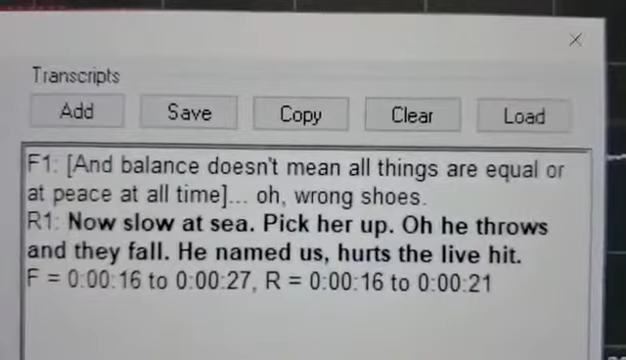 Transcripts
Add Save Copy Clear Load
F1: [And balance doesn't mean all things are equal or
at peace at all time]... oh, wrong shoes.
R1: Now slow at sea. Pick her up. Oh he throws
and they fall. He named us, hurts the live hit.
F = 0:00:16 to 0:00:27, R = 0:00:16 to 0:00:21